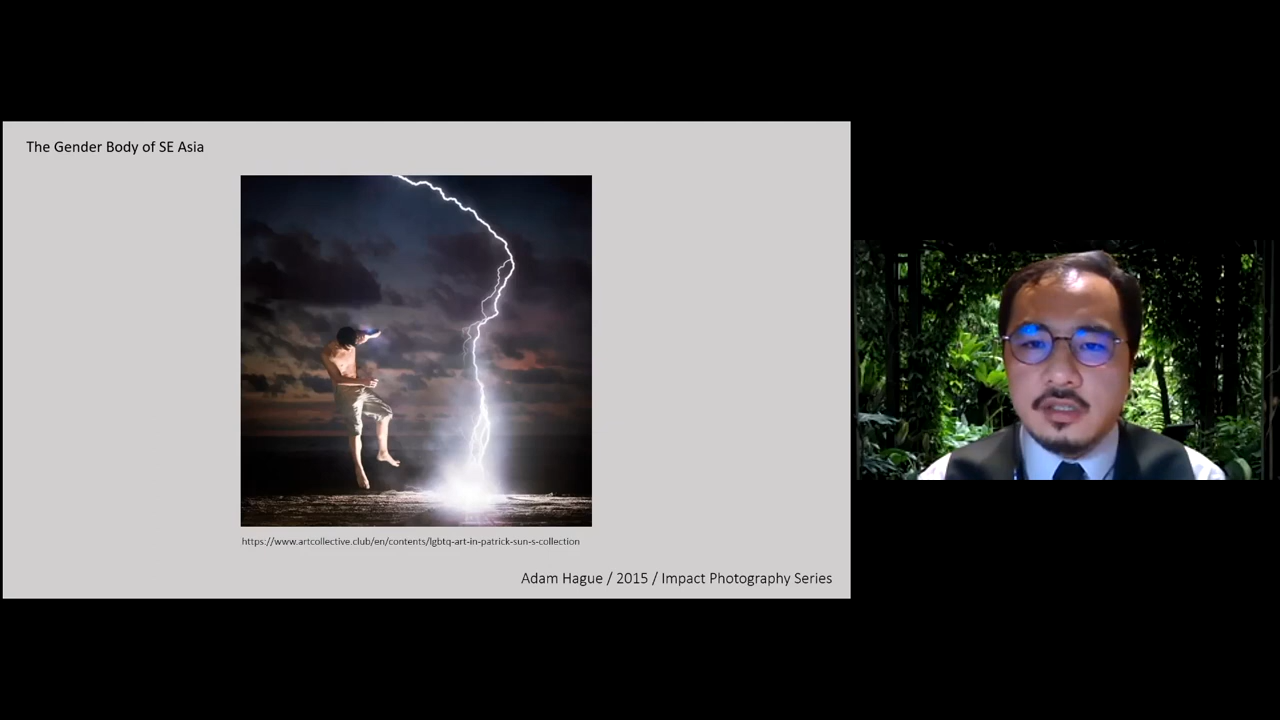 The Gender Body of SE Asia
https://www.artcollective.club/en/contents/lgbtq-art-in-patrick-sun-s-collection
Adam Hague / 2015 / Impact Photography Series